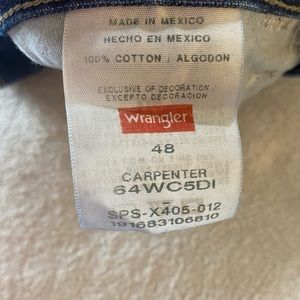 MADE IN MEXICO
HECHO EN MEXICO
100% COTTON / ALGODON
EXCLUSIVE OF DECORATION
EXCEPTO DECORACION
Wrangler
48
CARPENTER
64WC5DI
SPS-X405-012
191683106810